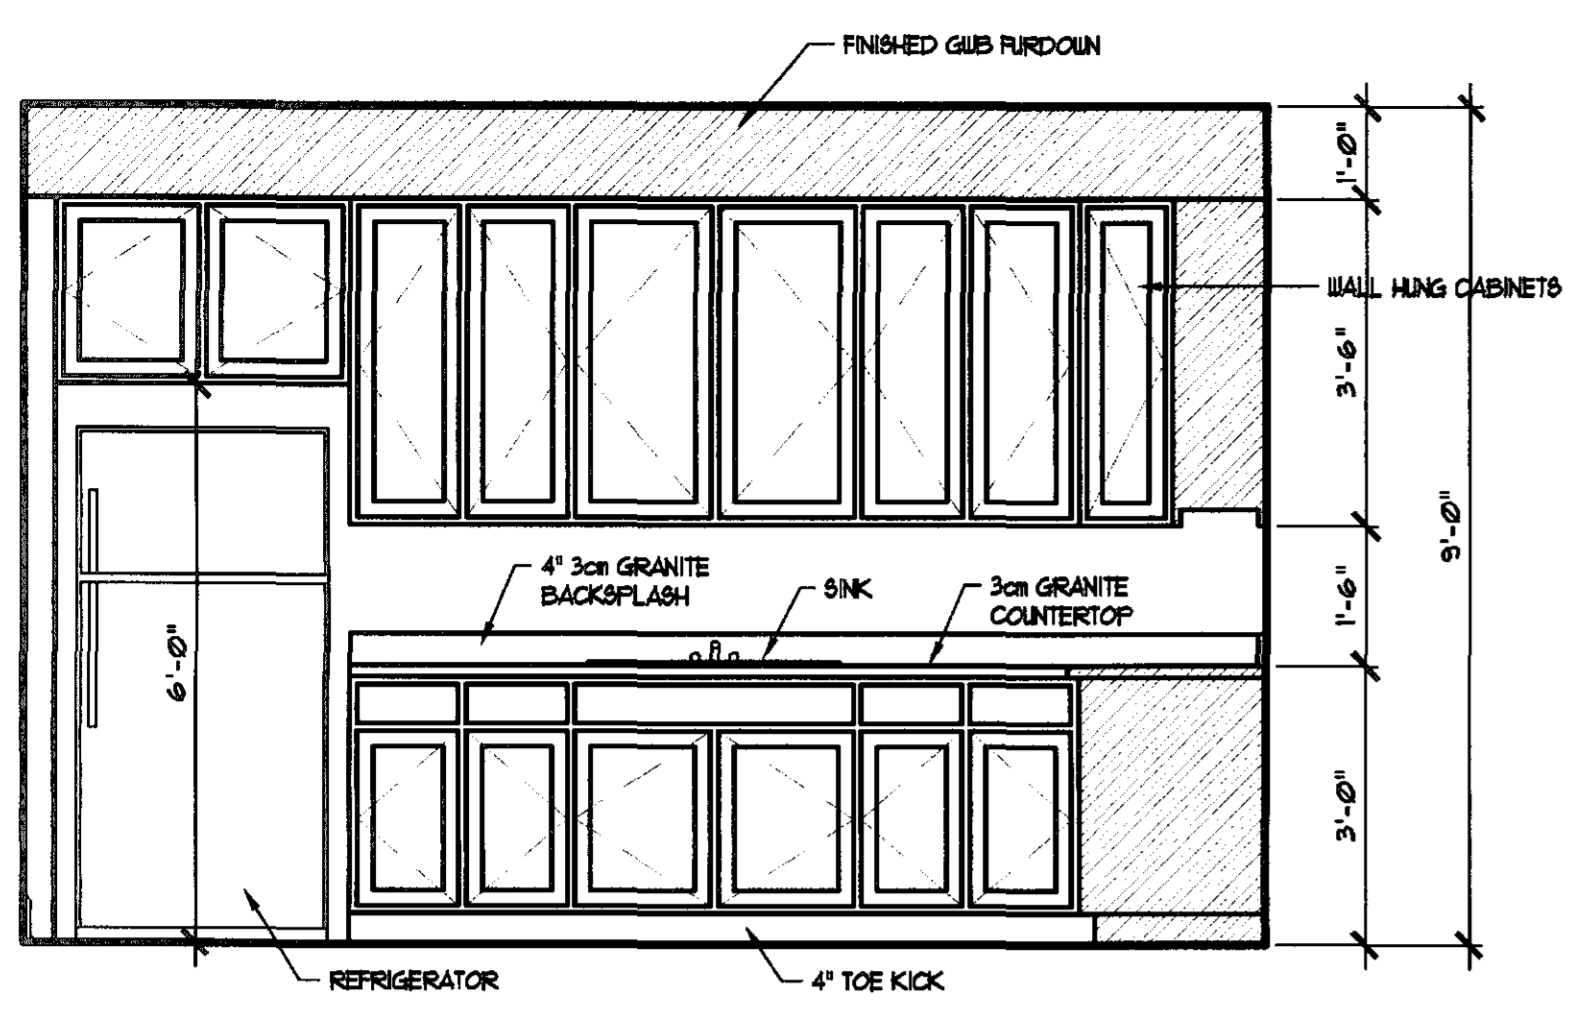 FINISHED GWB FURDOWN
1'-0"
WALL HUNG CABINETS
3'-6"
9'-0"
4" 3cm GRANITE
BACKSPLASH
SINK
3cm GRANITE
COUNTERTOP
1'-6"
6'-0"
3'-0"
REFRIGERATOR
4" TOE KICK